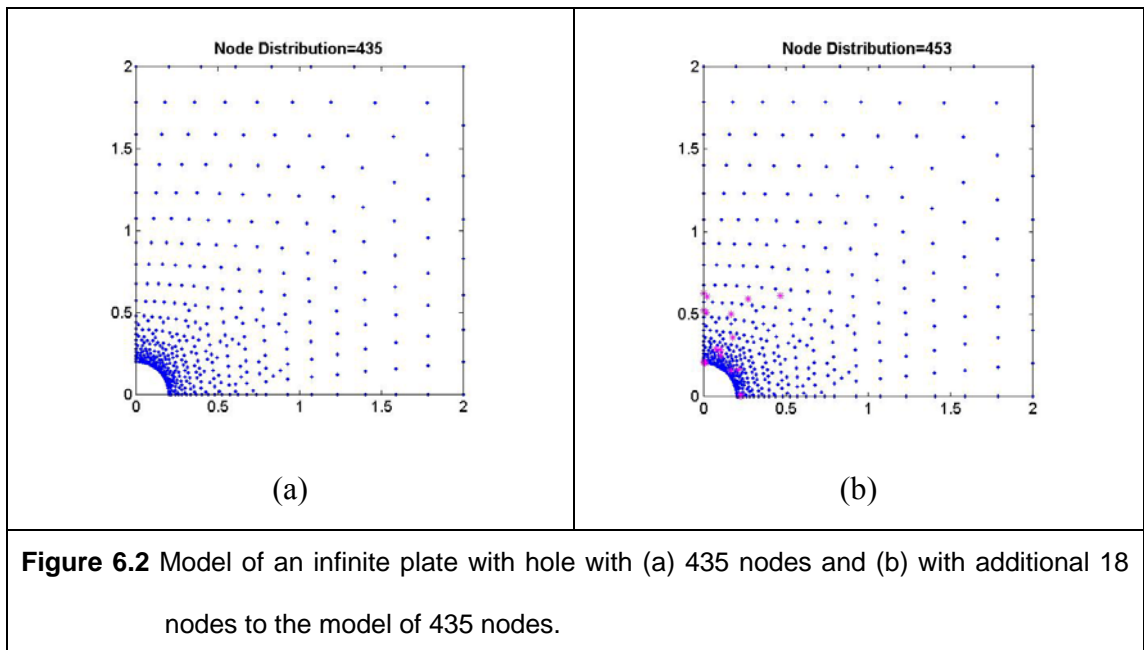 Node Distribution=435
2
1.5
1
0.5
0
0 0.5 1 1.5 2
(a)
Node Distribution=453
2
1.5
1
0.5
0
0 0.5 1 1.5 2
(b)
Figure 6.2 Model of an infinite plate with hole with (a) 435 nodes and (b) with additional 18
nodes to the model of 435 nodes.